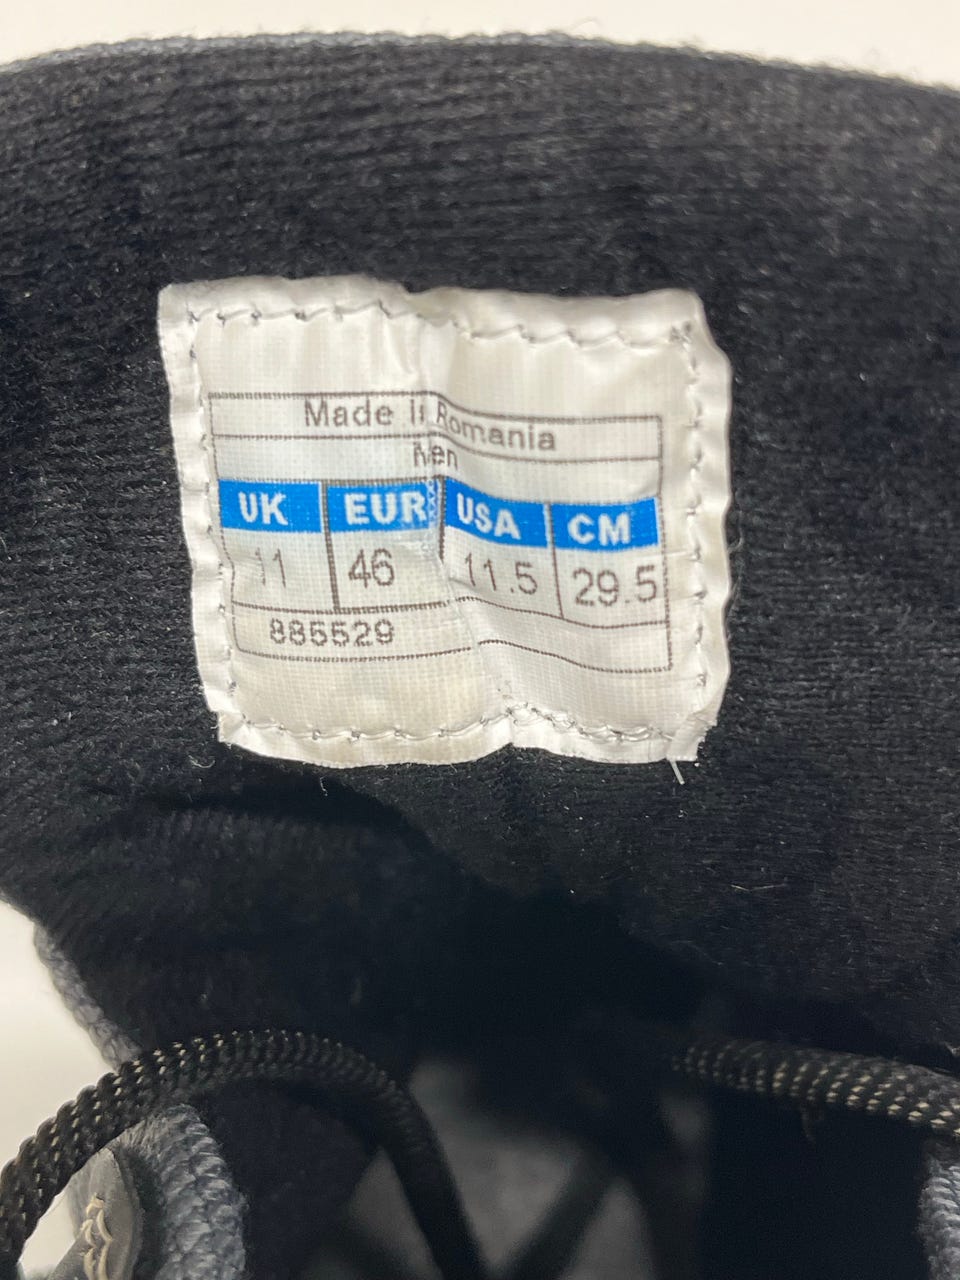 Made in Romania
Men
UK EUR USA CM
11 46 11.5 29.5
885529